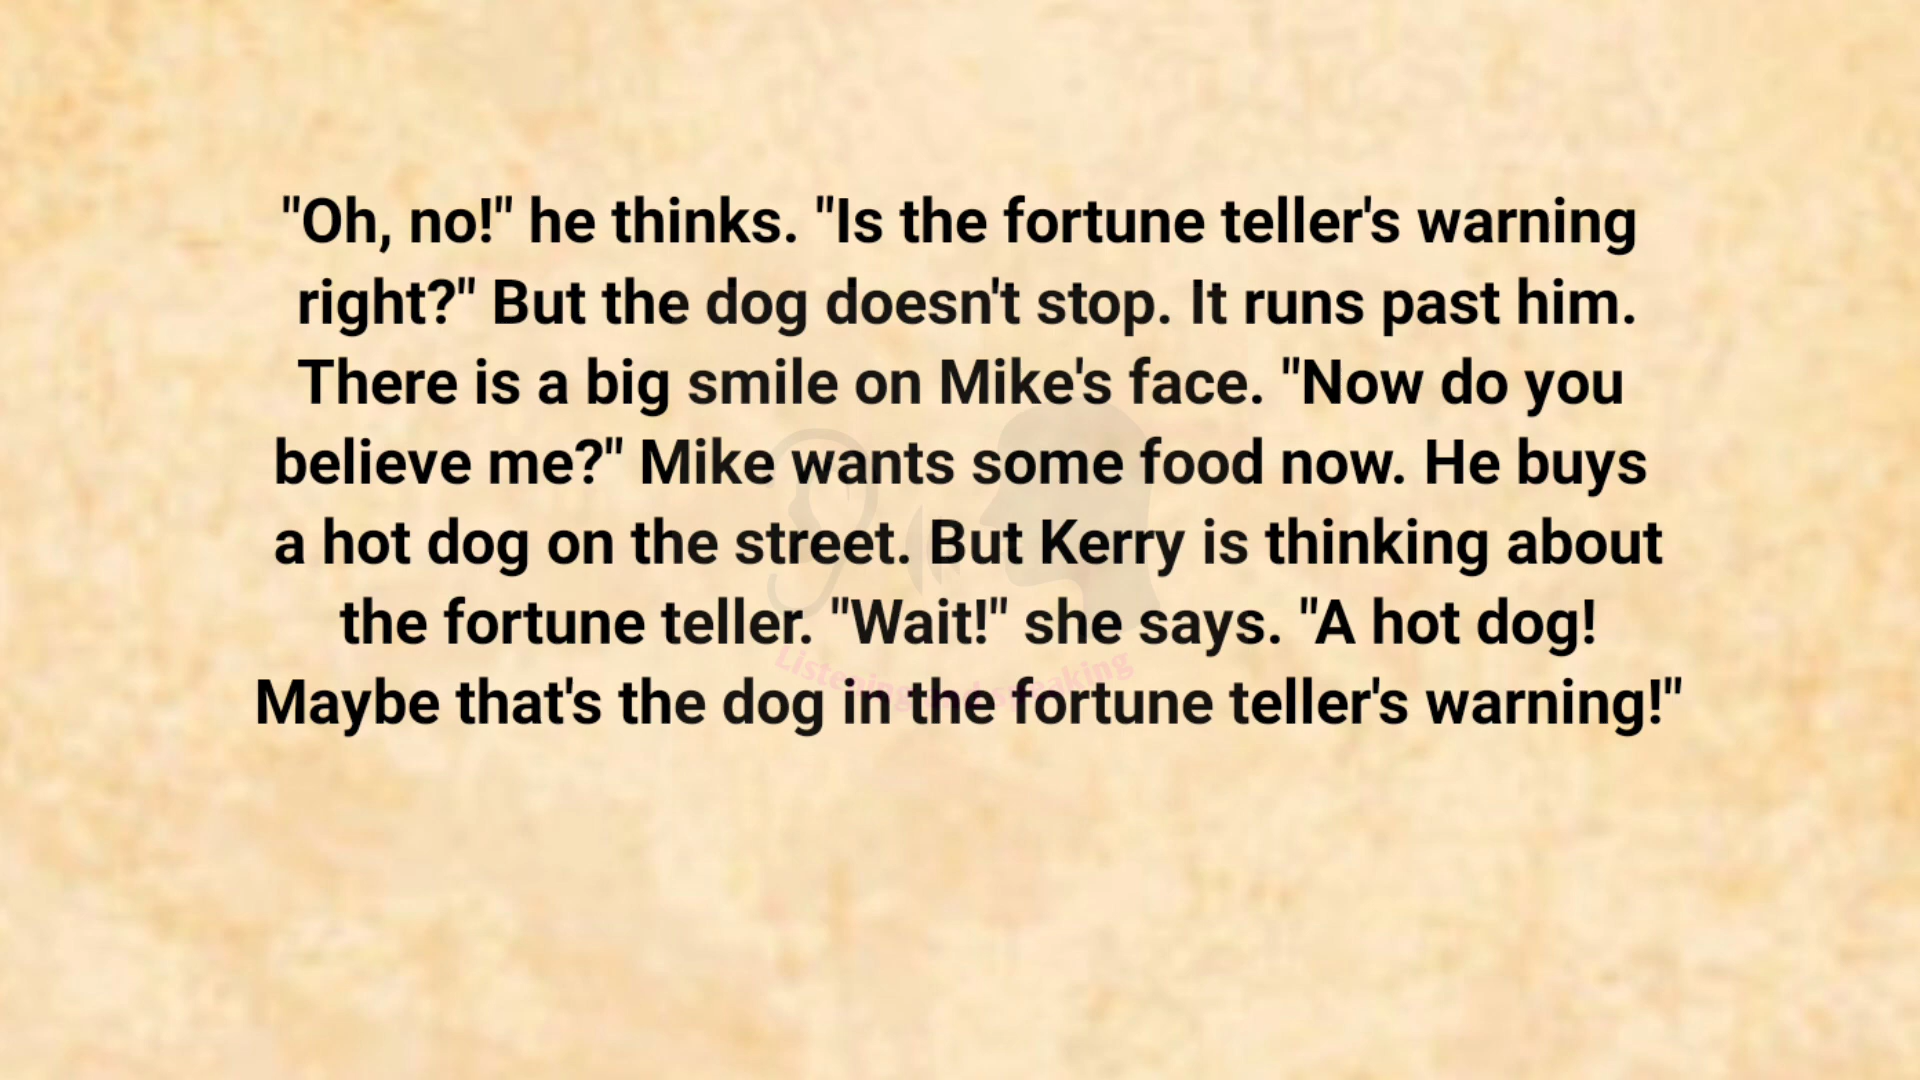 "Oh, no!" he thinks. "Is the fortune teller's warning
right?" But the dog doesn't stop. It runs past him.
There is a big smile on Mike's face. "Now do you
believe me?" Mike wants some food now. He buys
a hot dog on the street. But Kerry is thinking about
the fortune teller. "Wait!" she says. "A hot dog!
Listening and speaking
Maybe that's the dog in the fortune teller's warning!"